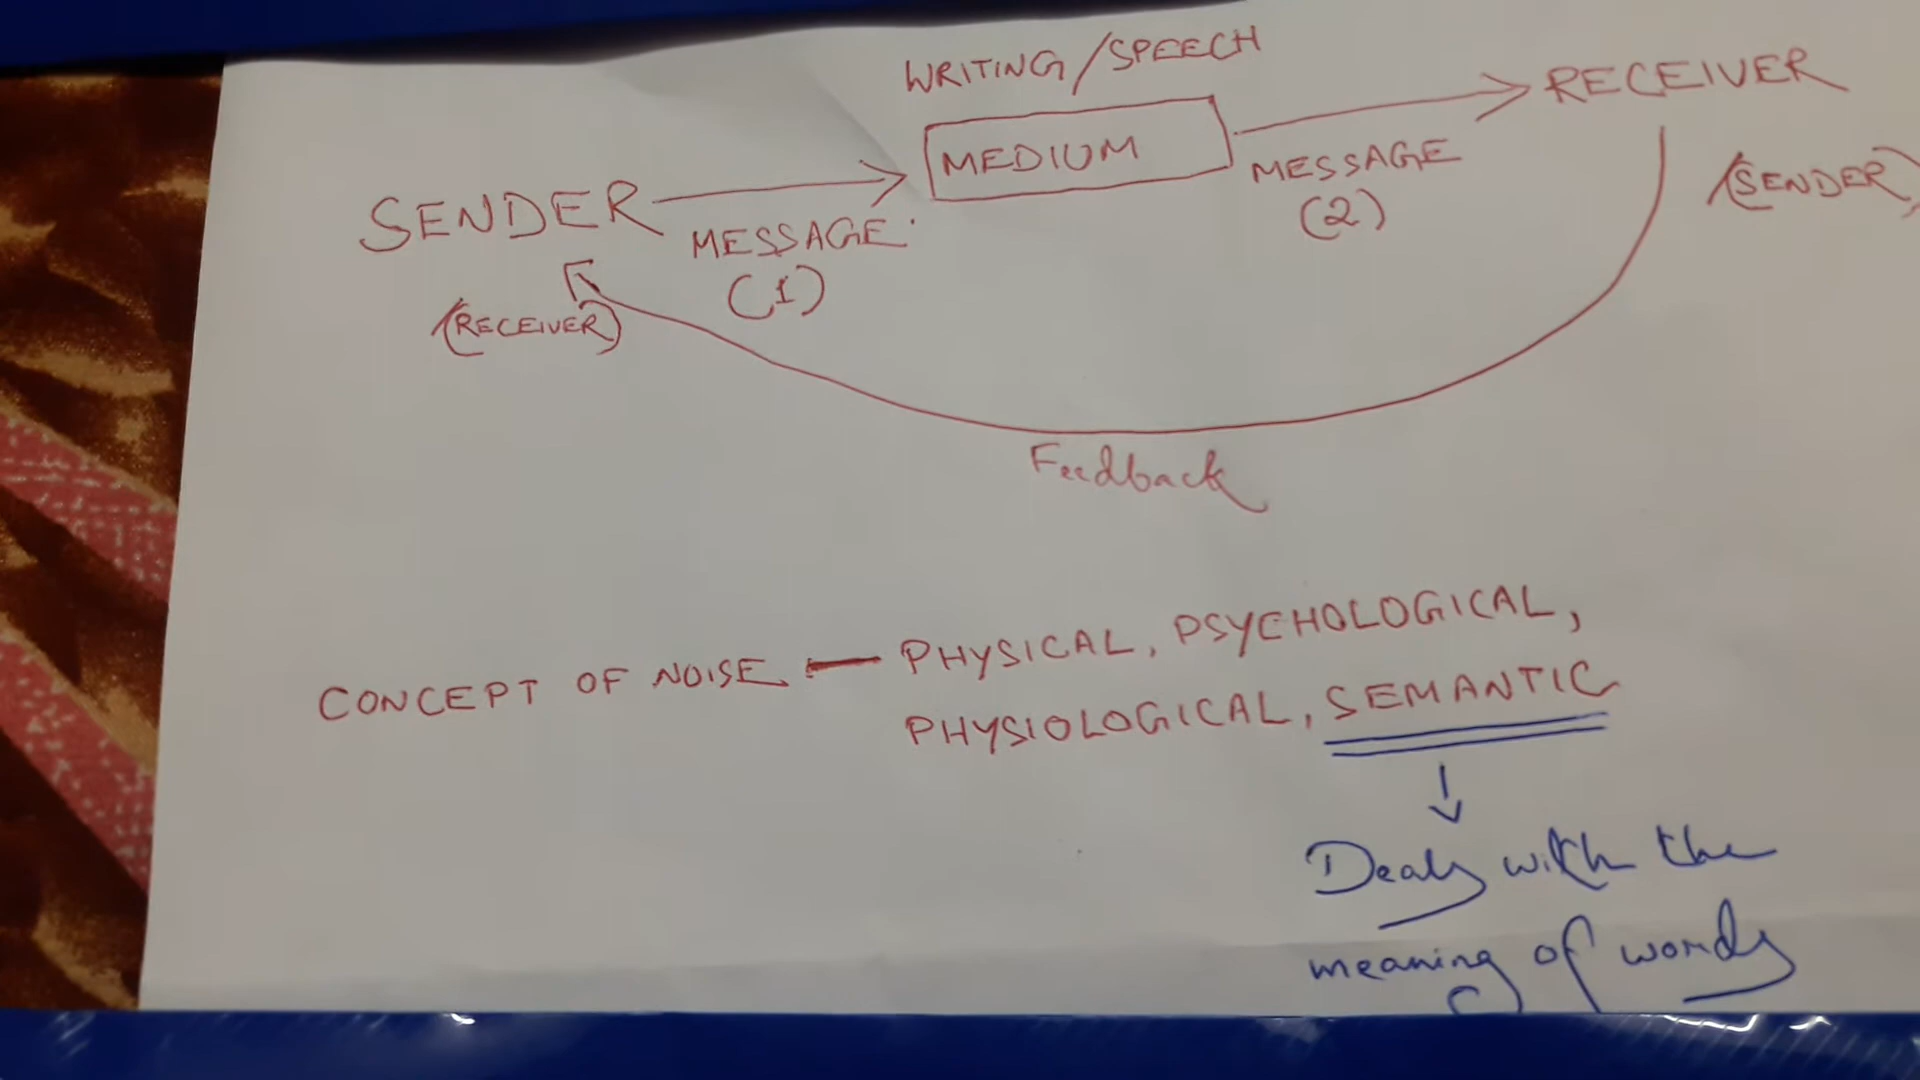 WRITING/SPEECH
SENDER
MESSAGE
(1)
MEDIUM
MESSAGE
(2)
RECEIVER
(SENDER)
(RECEIVER)
Feedback
CONCEPT OF NOISE — PHYSICAL, PSYCHOLOGICAL,
PHYSIOLOGICAL, SEMANTIC
Deals with the
meaning of words